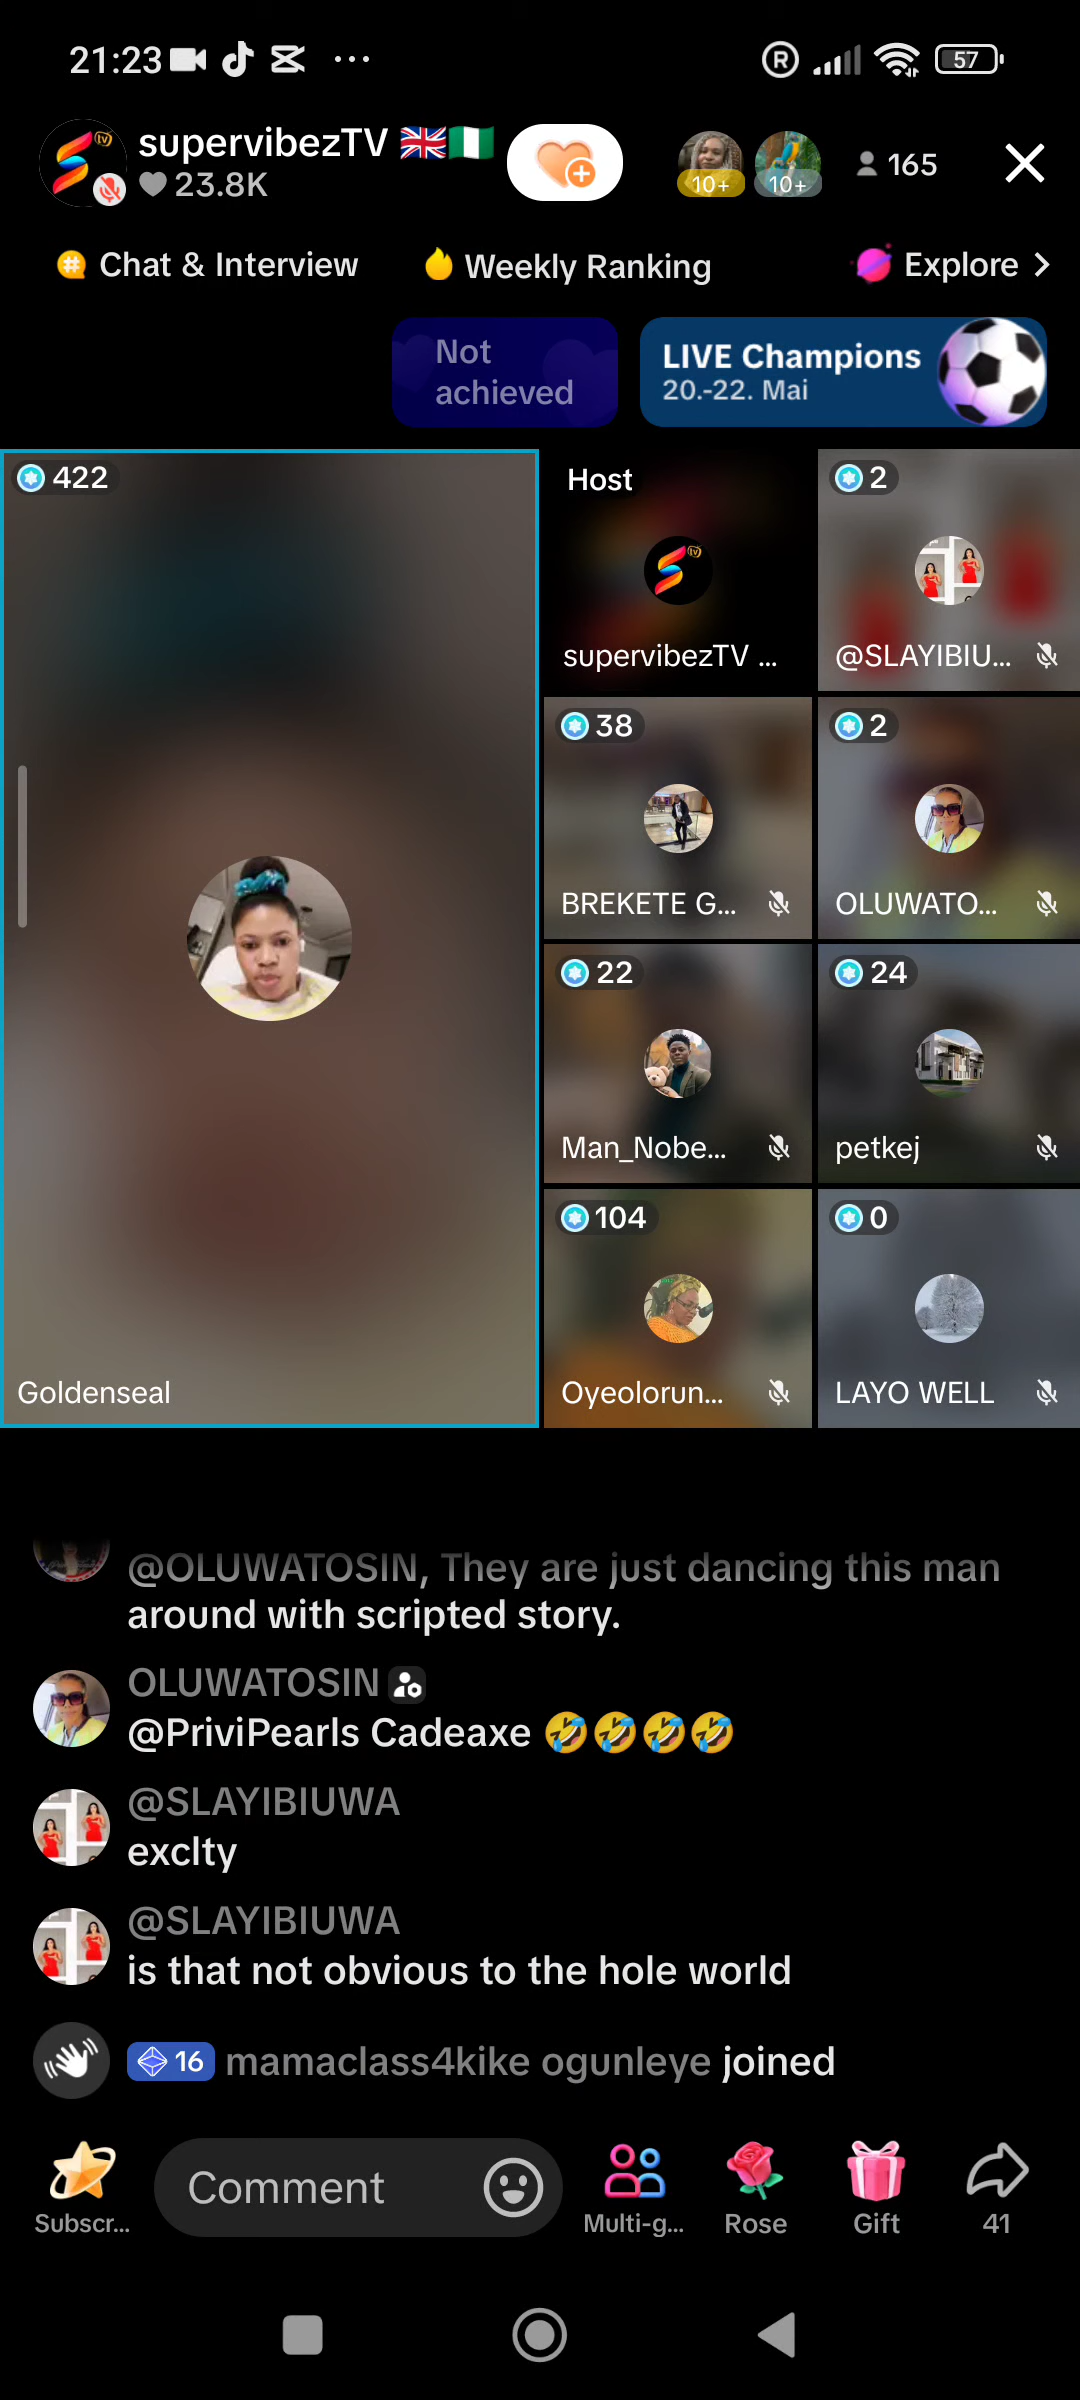 21:23
57
supervibezTV 🇬🇧🇳🇬
23.8K
10+
10+
165
Chat & Interview
Weekly Ranking
Explore
Not
achieved
LIVE Champions
20.-22. Mai
422
Goldenseal
Host
supervibezTV ...
2
@SLAYIBIU...
38
BREKETE G...
2
OLUWATO...
22
Man_Nobe...
24
petkej
104
Oyeolorun...
0
LAYO WELL
@OLUWATOSIN, They are just dancing this man
around with scripted story.
OLUWATOSIN
@PriviPearls Cadeaxe 🤣🤣🤣🤣
@SLAYIBIUWA
exclty
@SLAYIBIUWA
is that not obvious to the hole world
16 mamaclass4kike ogunleye joined
Subscr...
Comment
Multi-g...
Rose
Gift
41